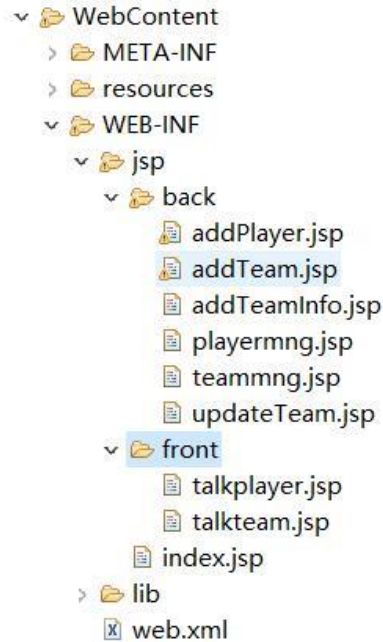 WebContent
META-INF
resources
WEB-INF
jsp
back
addPlayer.jsp
addTeam.jsp
addTeamInfo.jsp
playermng.jsp
teammng.jsp
updateTeam.jsp
front
talkplayer.jsp
talkteam.jsp
index.jsp
lib
web.xml